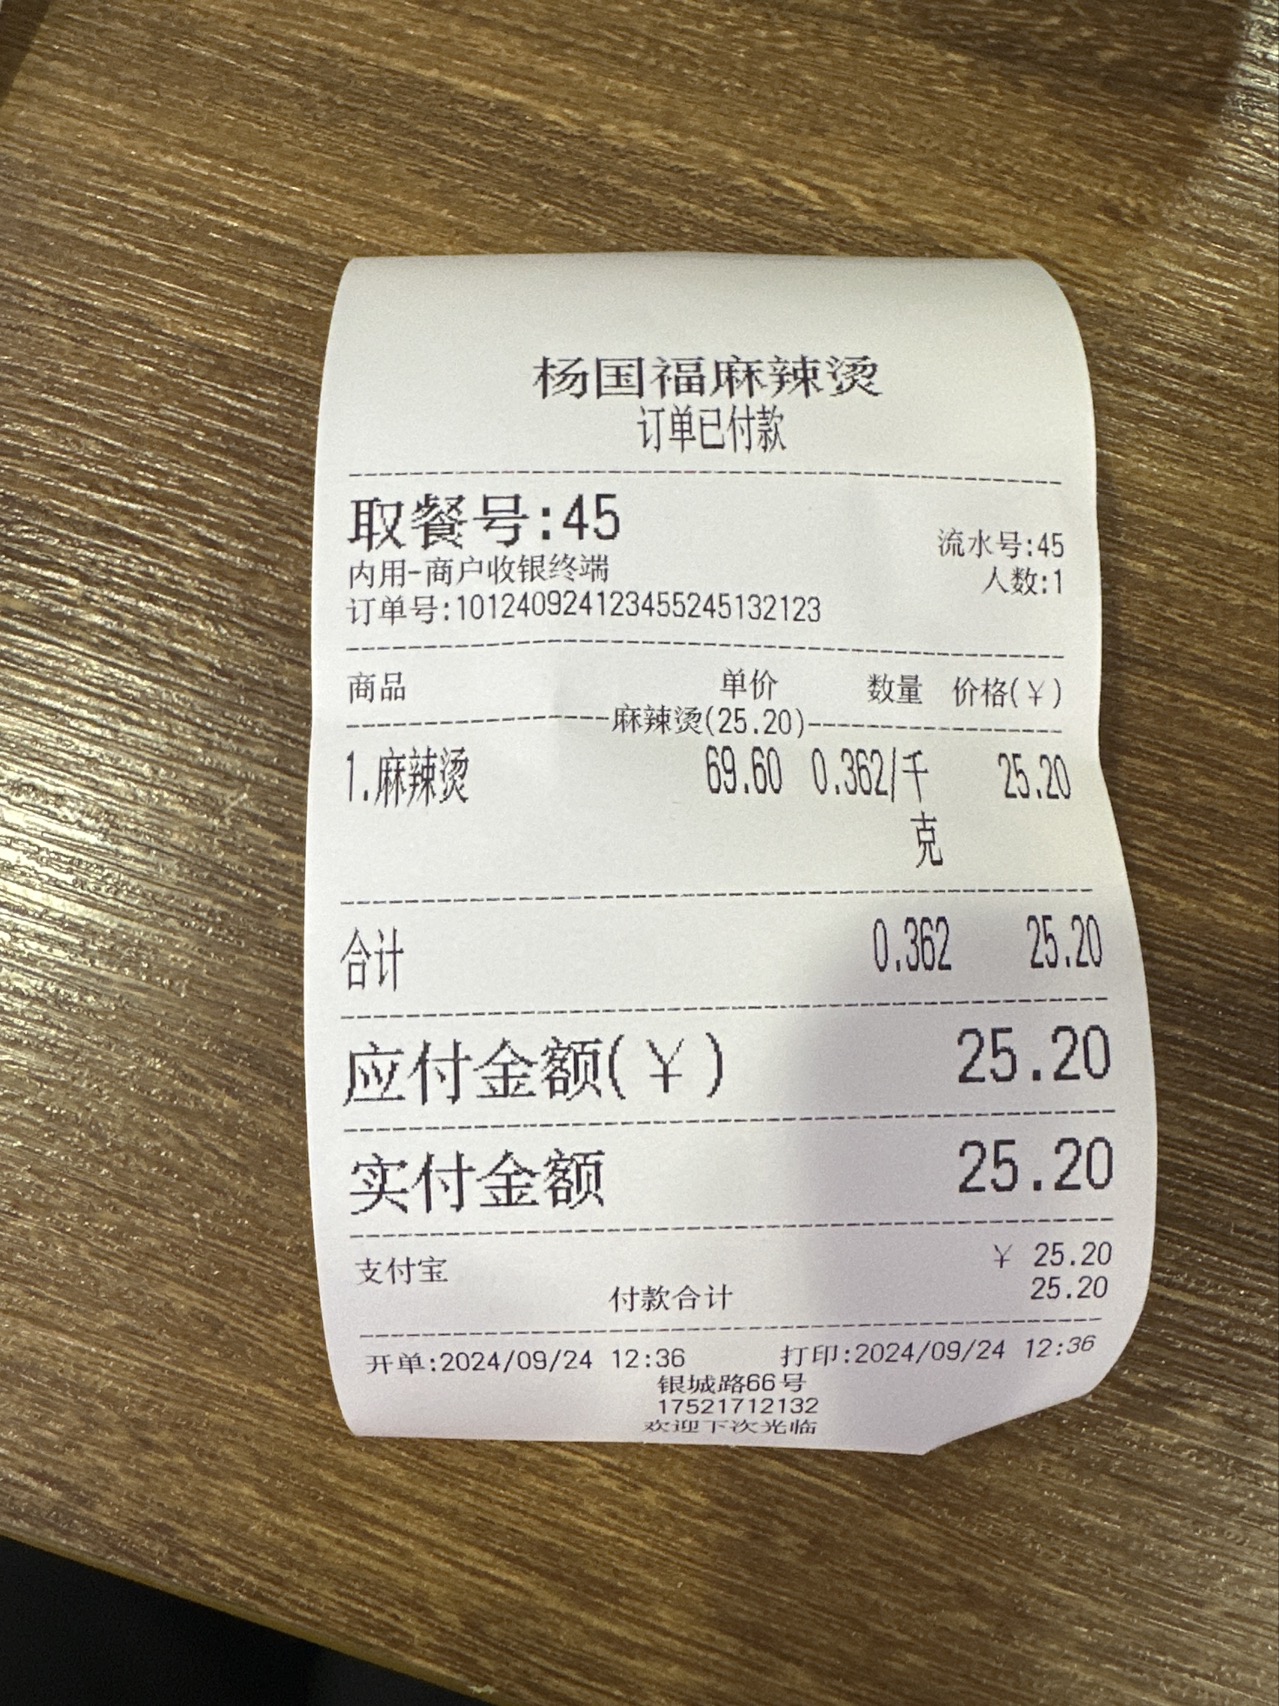 杨国福麻辣烫
订单已付款
取餐号:45
流水号:45
内用-商户收银终端
人数:1
订单号:101240924123455245132123
商品 单价 数量 价格(￥)
麻辣烫(25.20)
1.麻辣烫 69.60 0.362/千克 25.20
合计 0.362 25.20
应付金额(￥) 25.20
实付金额 25.20
支付宝 ￥ 25.20
付款合计 25.20
开单:2024/09/24 12:36 打印:2024/09/24 12:36
银城路66号
17521712132
欢迎下次光临